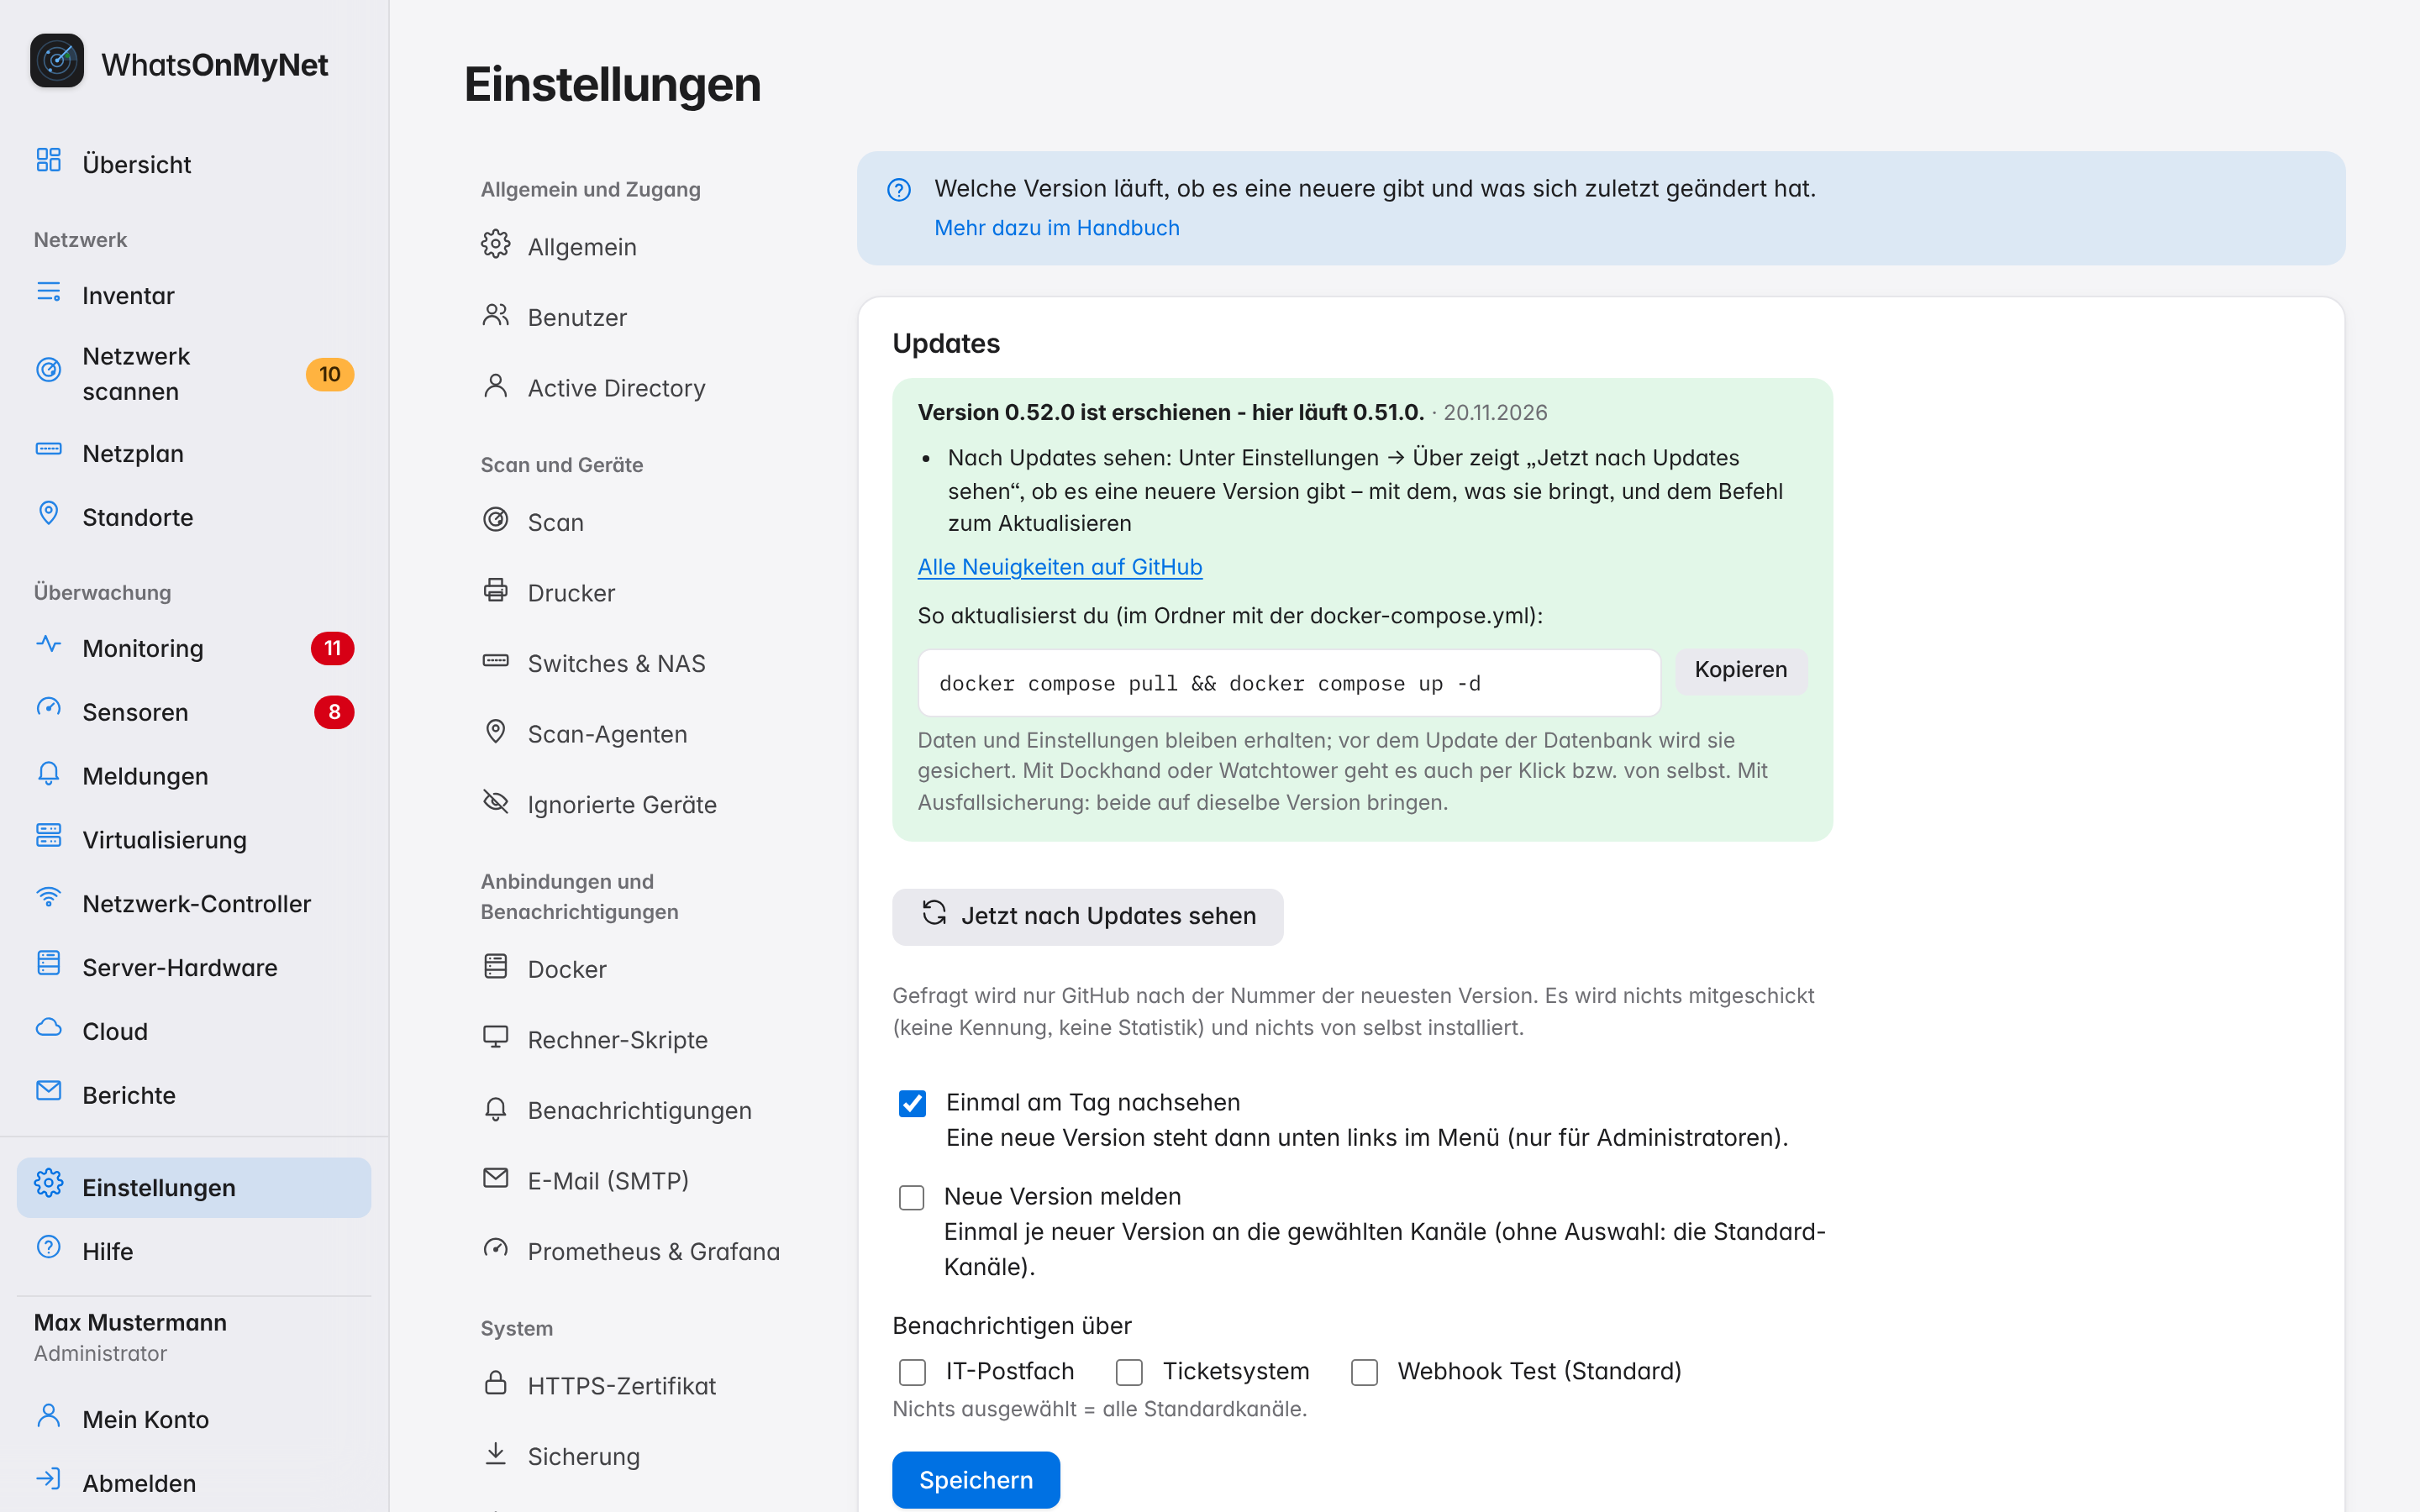 WhatsOnMyNet
Übersicht
Netzwerk
Inventar
Netzwerk
scannen
10
Netzplan
Standorte
Überwachung
Monitoring
11
Sensoren
8
Meldungen
Virtualisierung
Netzwerk-Controller
Server-Hardware
Cloud
Berichte
Einstellungen
Hilfe
Max Mustermann
Administrator
Mein Konto
Abmelden
Einstellungen
Allgemein und Zugang
Allgemein
Benutzer
Active Directory
Scan und Geräte
Scan
Drucker
Switches & NAS
Scan-Agenten
Ignorierte Geräte
Anbindungen und
Benachrichtigungen
Docker
Rechner-Skripte
Benachrichtigungen
E-Mail (SMTP)
Prometheus & Grafana
System
HTTPS-Zertifikat
Sicherung
Welche Version läuft, ob es eine neuere gibt und was sich zuletzt geändert hat.
Mehr dazu im Handbuch
Updates
Version 0.52.0 ist erschienen - hier läuft 0.51.0. · 20.11.2026
• Nach Updates sehen: Unter Einstellungen → Über zeigt „Jetzt nach Updates
sehen“, ob es eine neuere Version gibt – mit dem, was sie bringt, und dem Befehl
zum Aktualisieren
Alle Neuigkeiten auf GitHub
So aktualisierst du (im Ordner mit der docker-compose.yml):
docker compose pull && docker compose up -d
Kopieren
Daten und Einstellungen bleiben erhalten; vor dem Update der Datenbank wird sie
gesichert. Mit Dockhand oder Watchtower geht es auch per Klick bzw. von selbst. Mit
Ausfallsicherung: beide auf dieselbe Version bringen.
Jetzt nach Updates sehen
Gefragt wird nur GitHub nach der Nummer der neuesten Version. Es wird nichts mitgeschickt
(keine Kennung, keine Statistik) und nichts von selbst installiert.
Einmal am Tag nachsehen
Eine neue Version steht dann unten links im Menü (nur für Administratoren).
Neue Version melden
Einmal je neuer Version an die gewählten Kanäle (ohne Auswahl: die Standard-
Kanäle).
Benachrichtigen über
IT-Postfach
Ticketsystem
Webhook Test (Standard)
Nichts ausgewählt = alle Standardkanäle.
Speichern